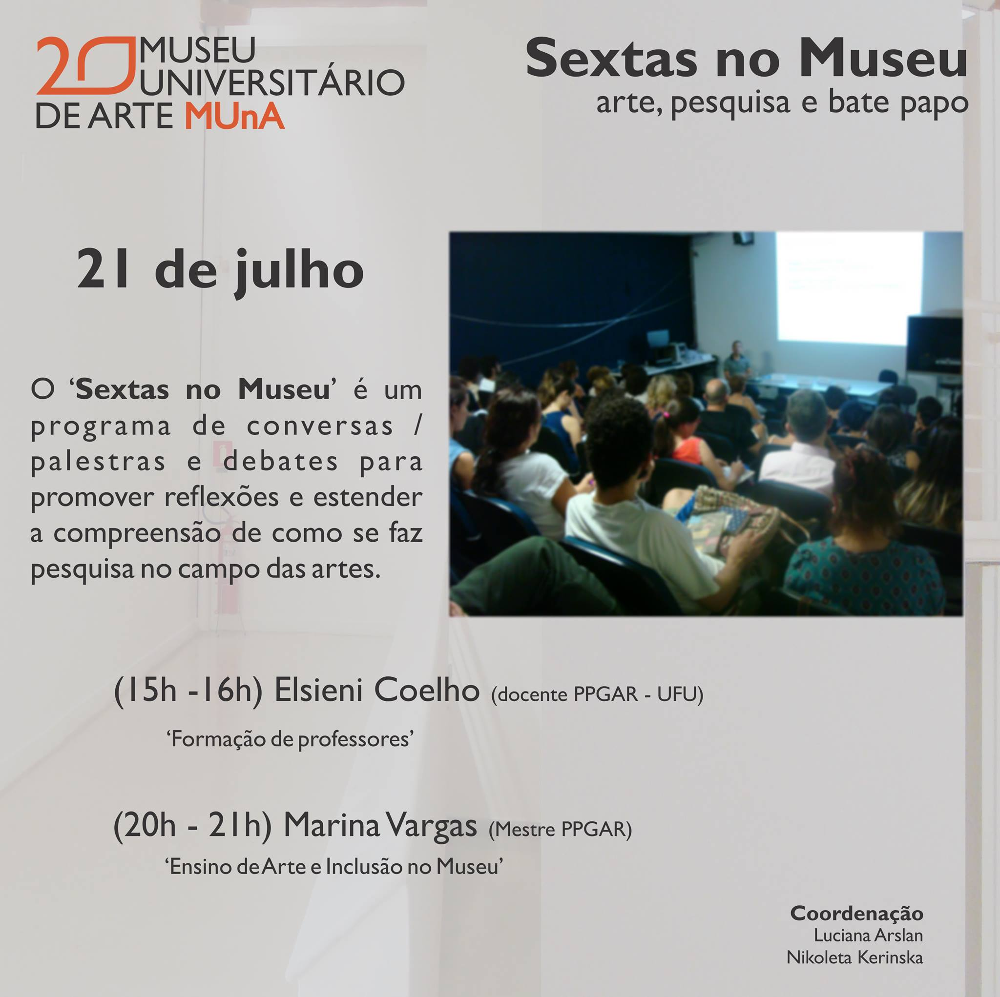 20 MUSEU
UNIVERSITÁRIO
DE ARTE MUnA
Sextas no Museu
arte, pesquisa e bate papo
21 de julho
O ‘Sextas no Museu’ é um
programa de conversas /
palestras e debates para
promover reflexões e estender
a compreensão de como se faz
pesquisa no campo das artes.
(15h -16h) Elsieni Coelho (docente PPGAR - UFU)
‘Formação de professores’
(20h - 21h) Marina Vargas (Mestre PPGAR)
‘Ensino de Arte e Inclusão no Museu’
Coordenação
Luciana Arslan
Nikoleta Kerinska